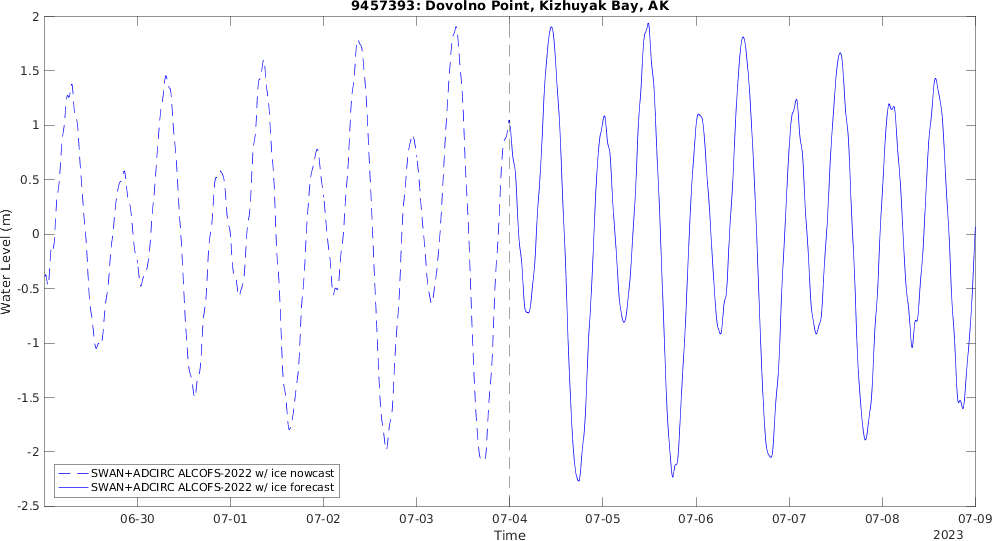 9457393: Dovolno Point, Kizhuyak Bay, AK
2
1.5
1
0.5
0
-0.5
-1
-1.5
-2
-2.5
Water Level (m)
SWAN+ADCIRC ALCOFS-2022 w/ ice nowcast
SWAN+ADCIRC ALCOFS-2022 w/ ice forecast
06-30 07-01 07-02 07-03 07-04 07-05 07-06 07-07 07-08 07-09
Time
2023